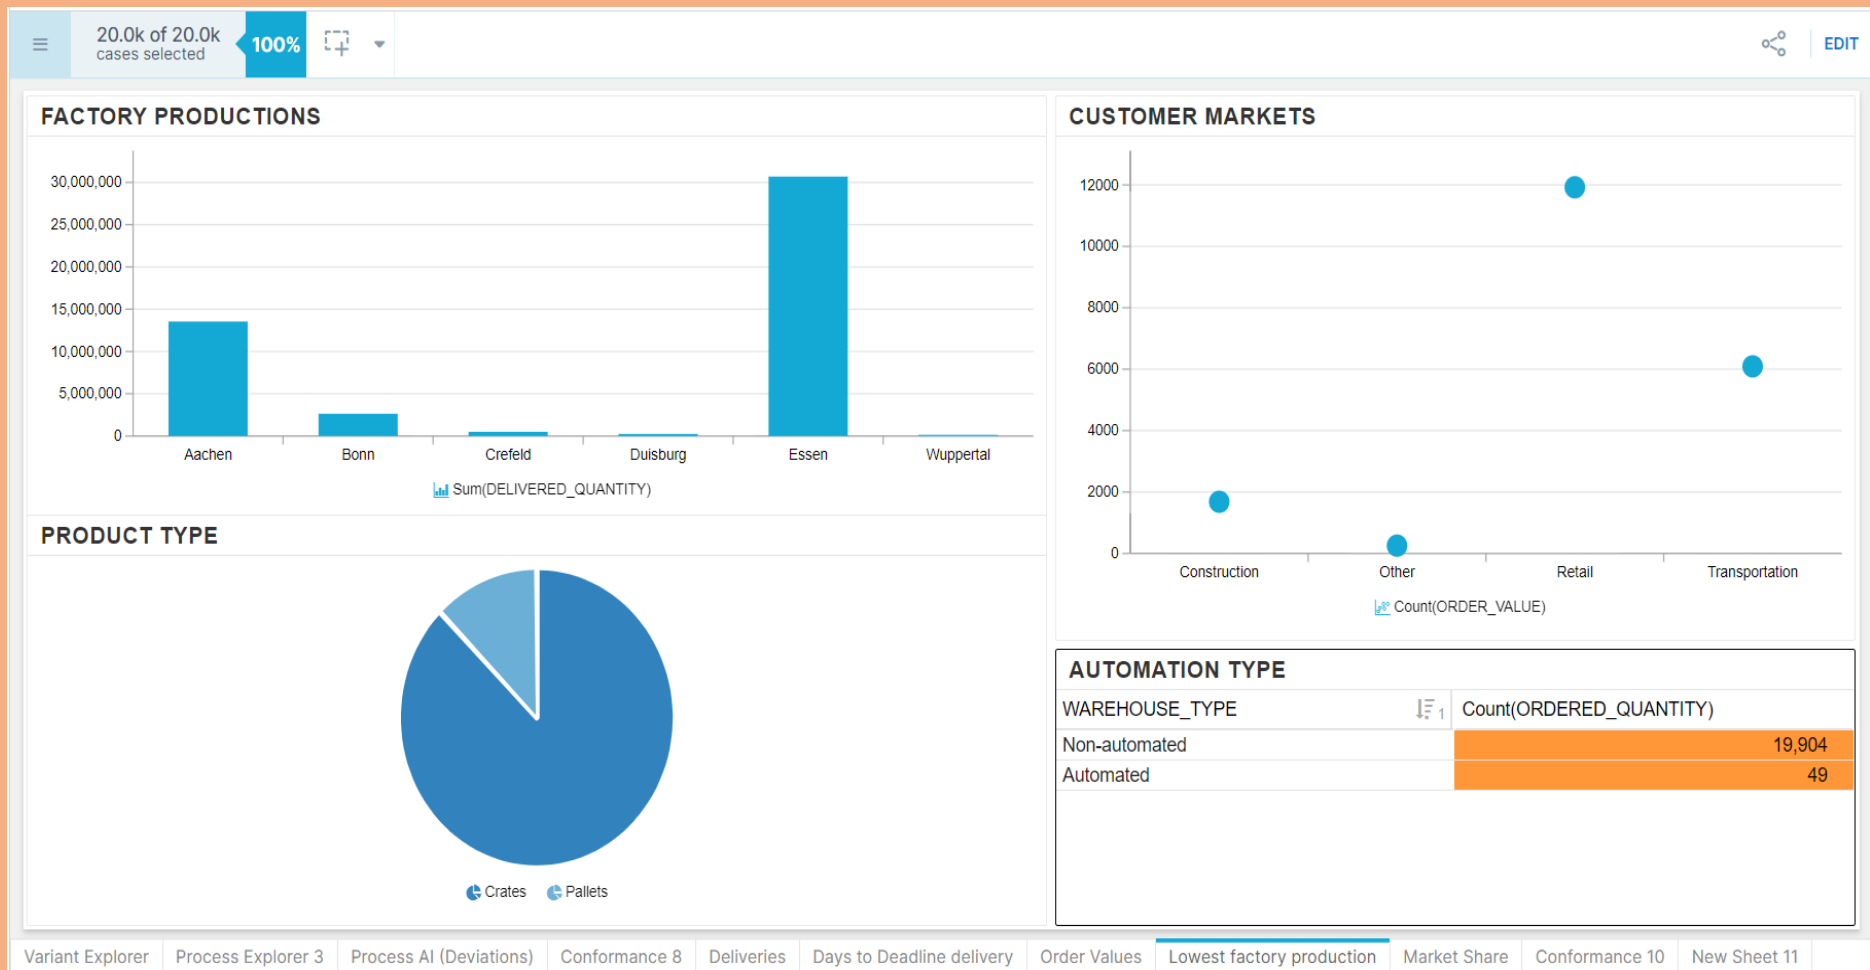 20.0k of 20.0k
cases selected
100%
EDIT
FACTORY PRODUCTIONS
30,000,000
25,000,000
20,000,000
15,000,000
10,000,000
5,000,000
0
Aachen Bonn Crefeld Duisburg Essen Wuppertal
Sum(DELIVERED_QUANTITY)
PRODUCT TYPE
Crates Pallets
CUSTOMER MARKETS
12000
10000
8000
6000
4000
2000
0
Construction Other Retail Transportation
Count(ORDER_VALUE)
AUTOMATION TYPE
WAREHOUSE_TYPE 1 Count(ORDERED_QUANTITY)
Non-automated 19,904
Automated 49
Variant Explorer Process Explorer 3 Process AI (Deviations) Conformance 8 Deliveries Days to Deadline delivery Order Values Lowest factory production Market Share Conformance 10 New Sheet 11